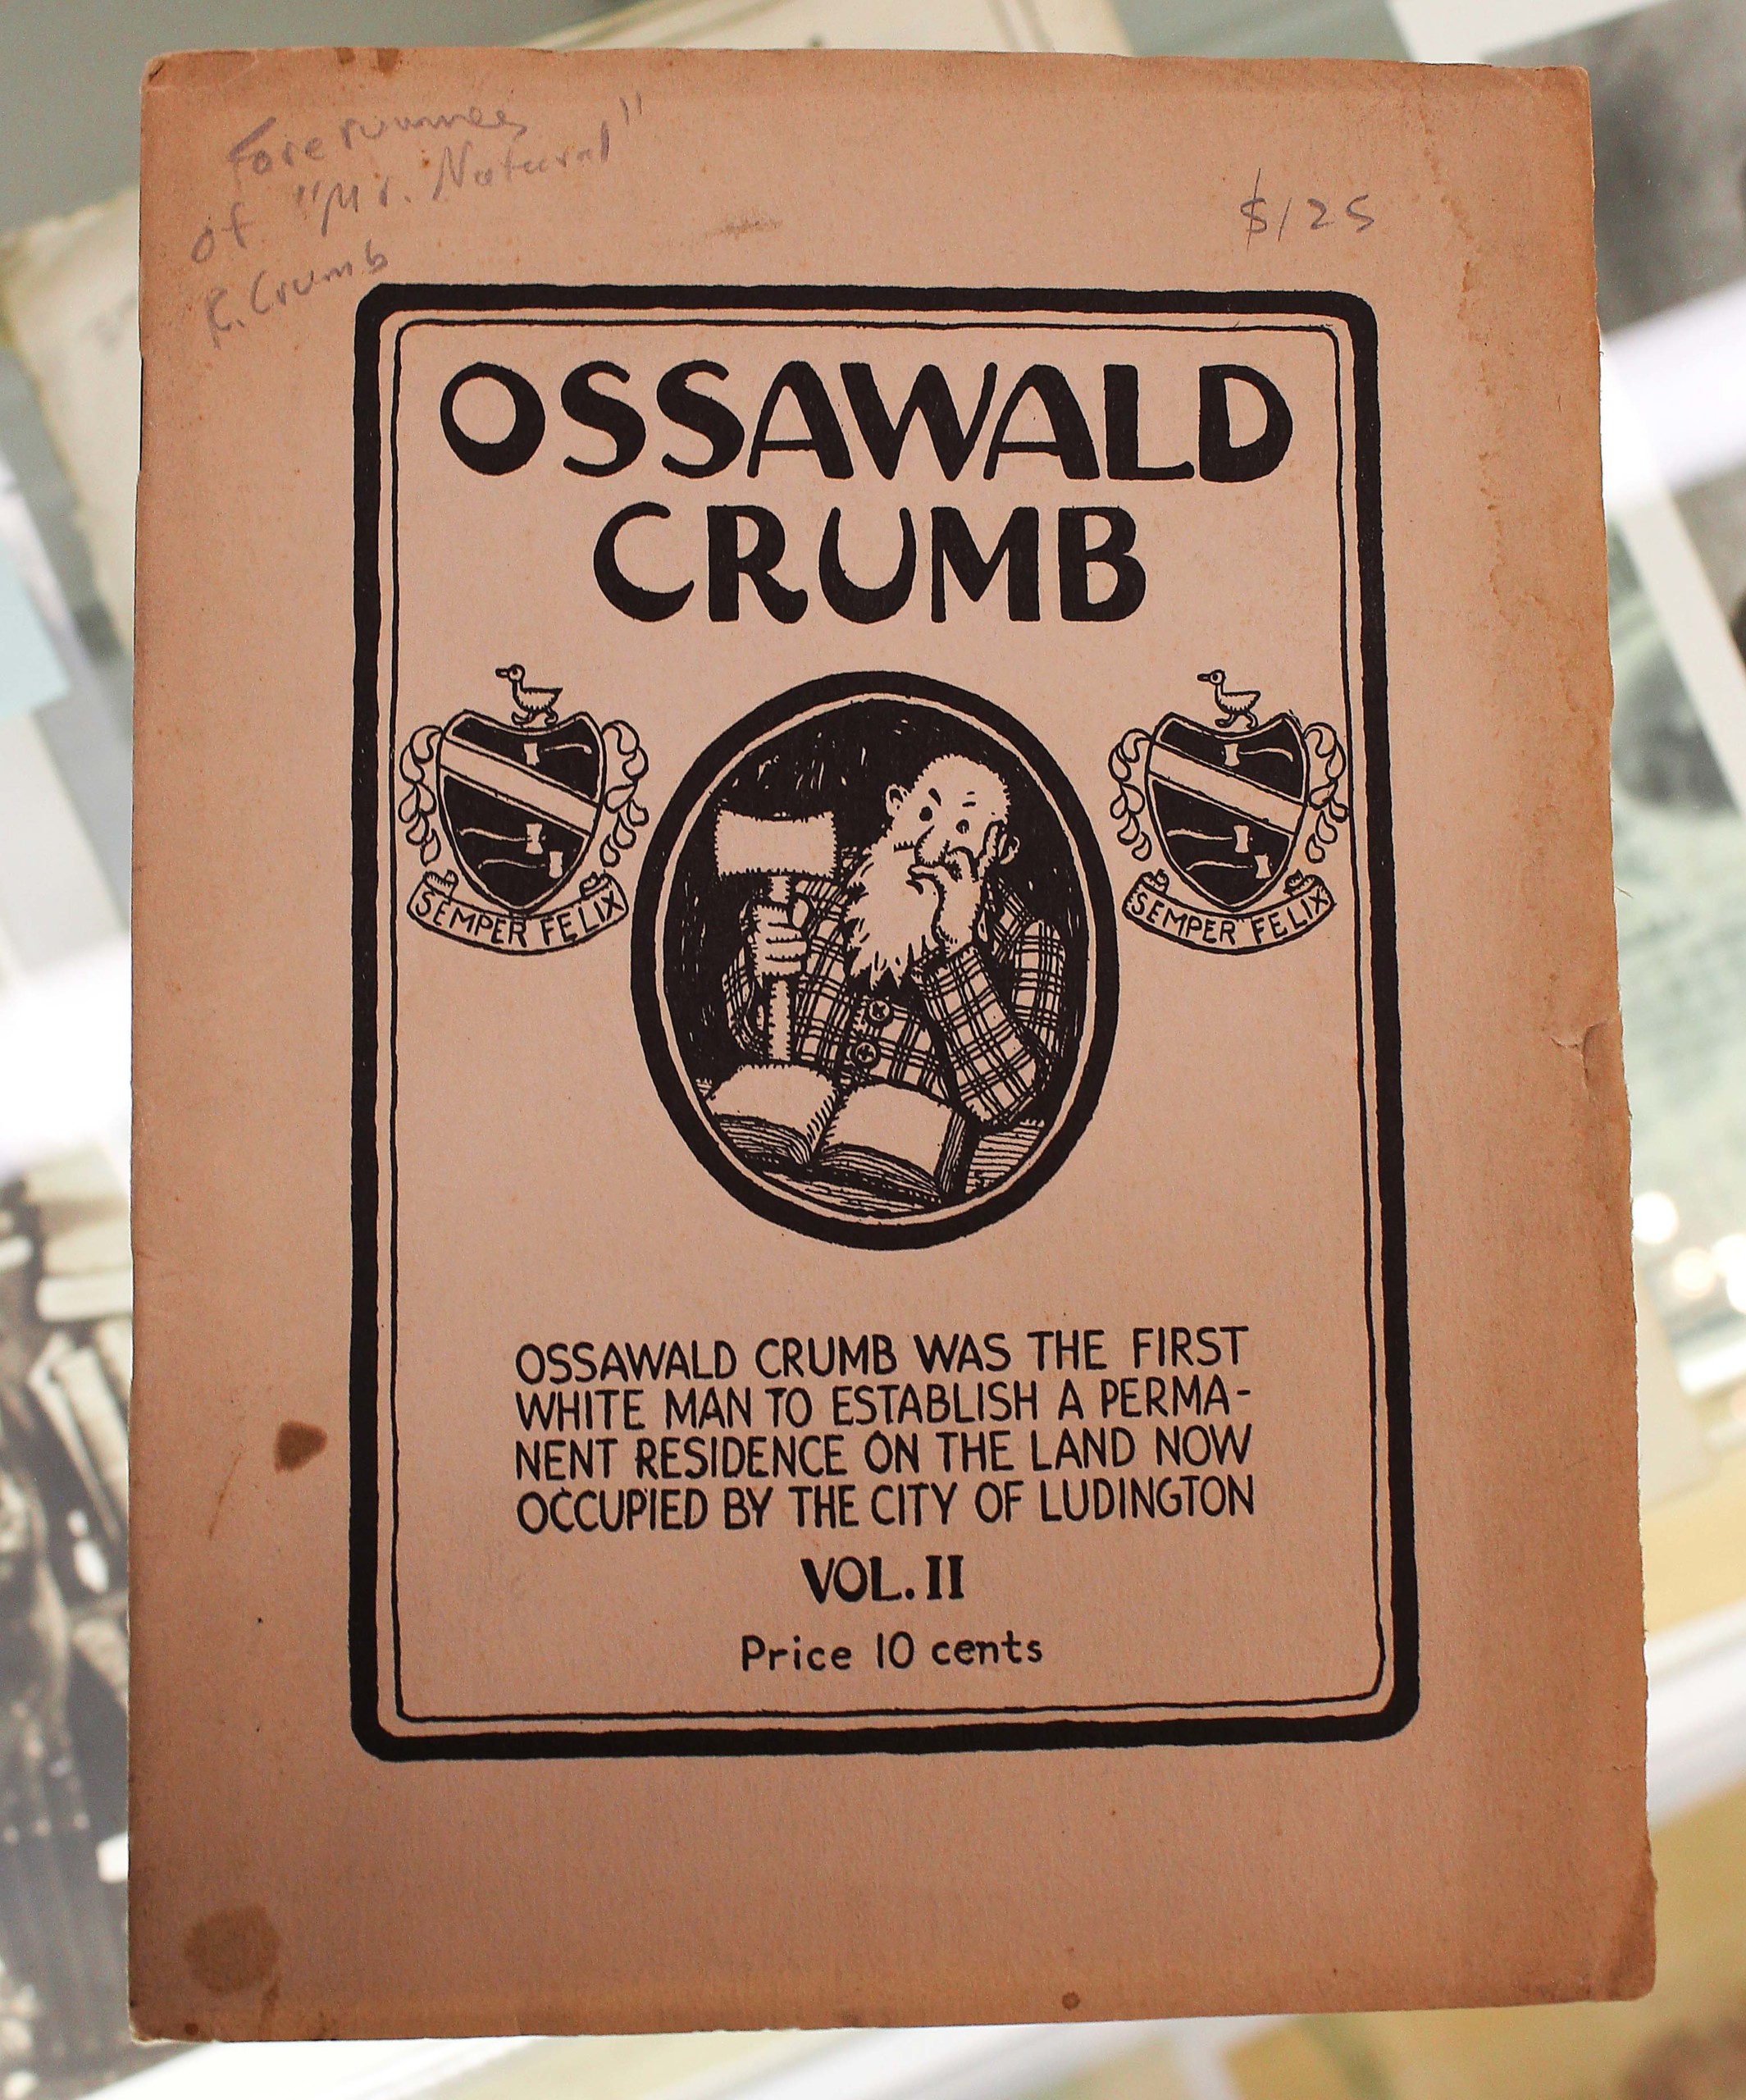 Forerunner
of "Mr. Natural"
R. Crumb
$125
OSSAWALD
CRUMB
SEMPER FELIX
SEMPER FELIX
OSSAWALD CRUMB WAS THE FIRST
WHITE MAN TO ESTABLISH A PERMA-
NENT RESIDENCE ON THE LAND NOW
OCCUPIED BY THE CITY OF LUDINGTON
VOL. II
Price 10 cents